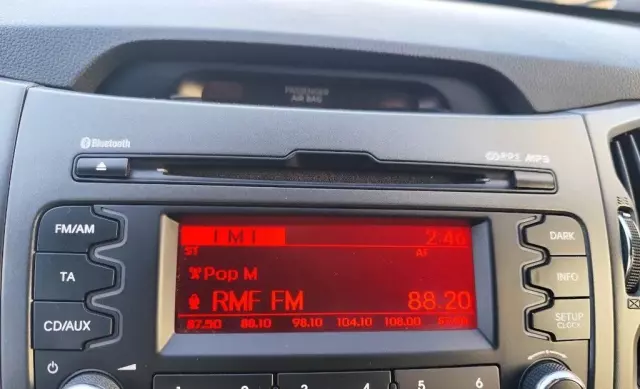 PASSENGER
AIR BAG
Bluetooth
MP3
FM/AM
TA
CD/AUX
DARK
INFO
SETUP
CLOCK
ST AF
Pop M
RMF FM 88.20
87.50 88.10 98.10 104.10 108.00
1 2 3 4 5 6